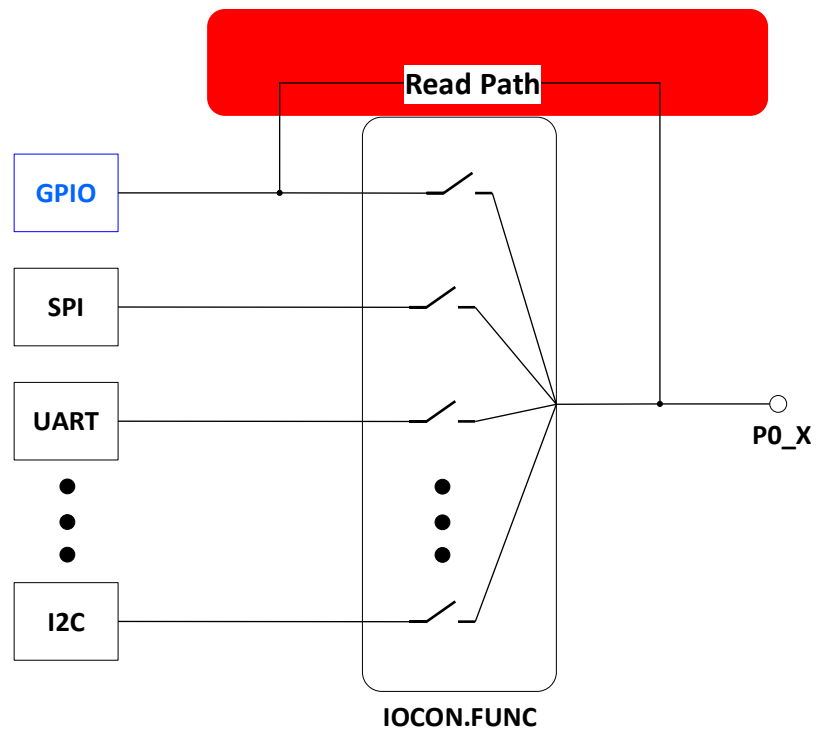 Read Path
GPIO
SPI
UART
P0_X
I2C
IOCON.FUNC